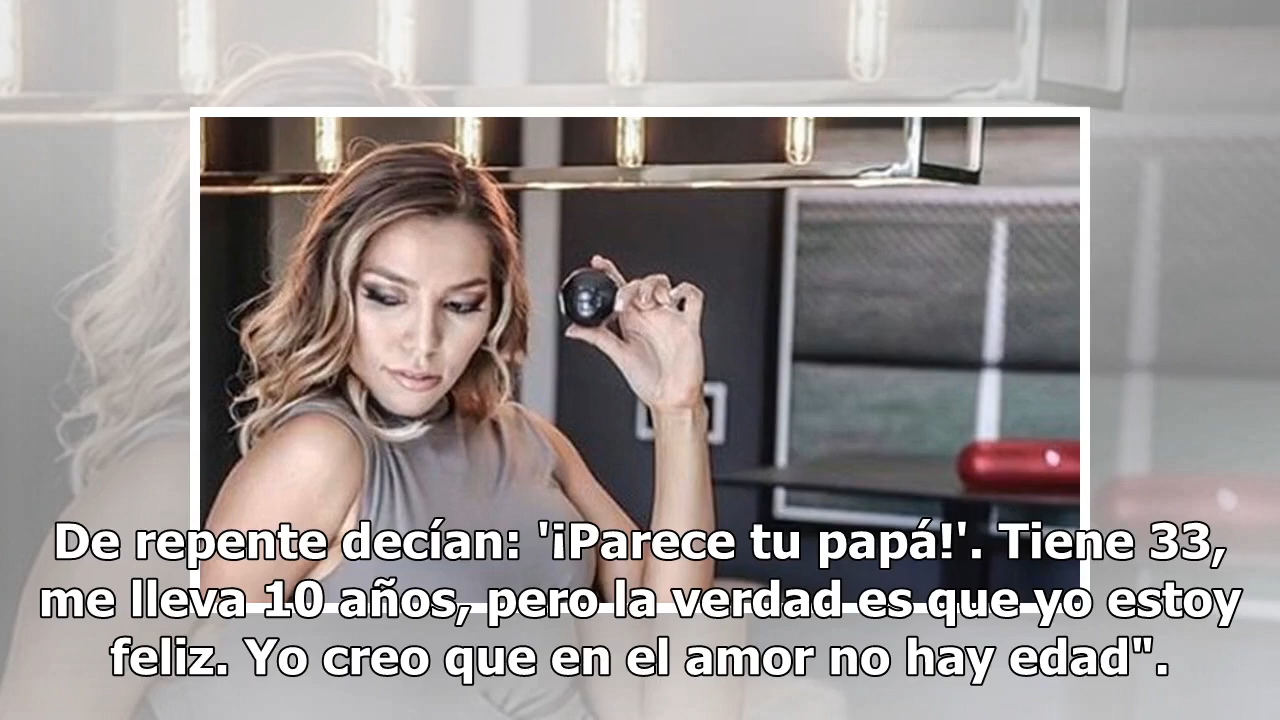 De repente decían: '¡Parece tu papá!'. Tiene 33,
me lleva 10 años, pero la verdad es que yo estoy
feliz. Yo creo que en el amor no hay edad".